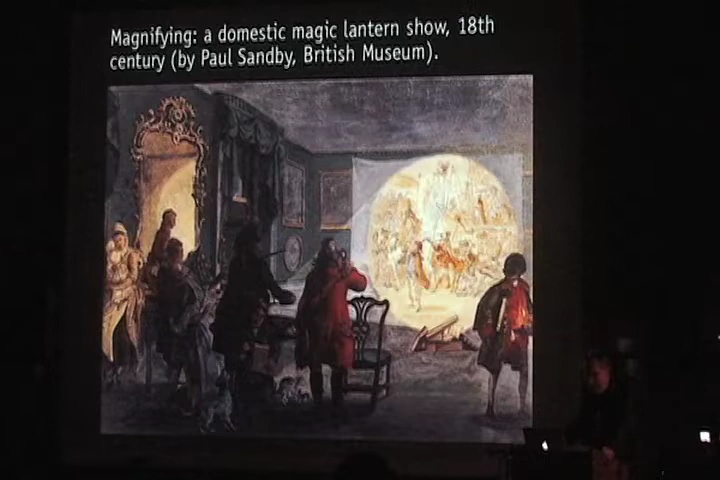 Magnifying: a domestic magic lantern show, 18th
century (by Paul Sandby, British Museum).